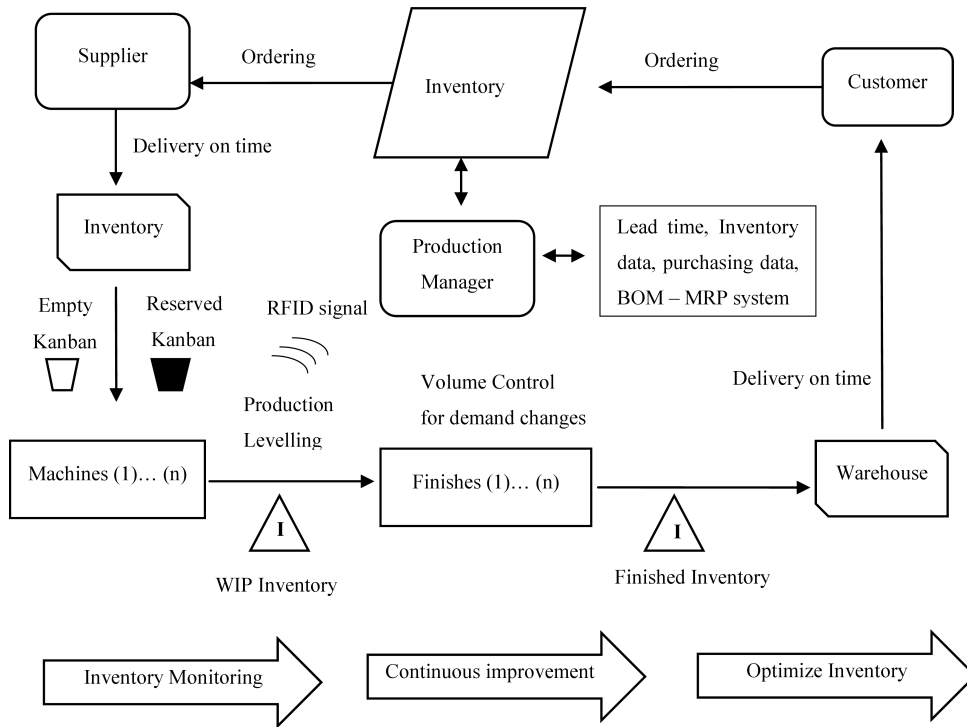 Supplier
Ordering
Inventory
Ordering
Customer
Delivery on time
Inventory
Production
Manager
Lead time, Inventory
data, purchasing data,
BOM – MRP system
Empty
Kanban
Reserved
Kanban
RFID signal
Production
Levelling
Volume Control
for demand changes
Delivery on time
Machines (1)… (n)
Finishes (1)… (n)
Warehouse
I
WIP Inventory
I
Finished Inventory
Inventory Monitoring
Continuous improvement
Optimize Inventory